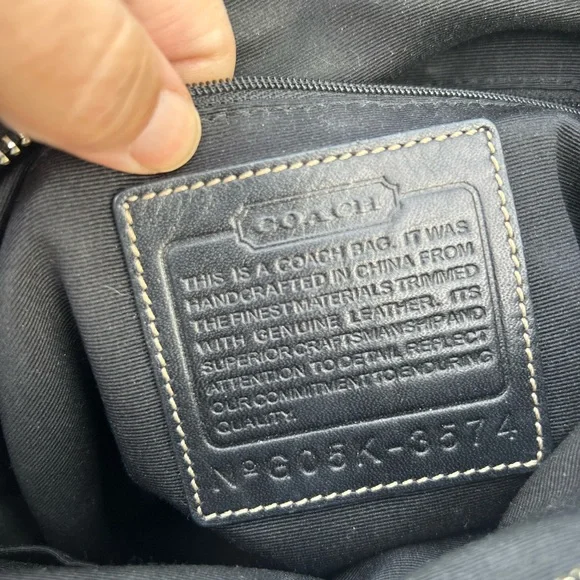 COACH
THIS IS A COACH BAG. IT WAS
HANDCRAFTED IN CHINA FROM
THE FINEST MATERIALS TRIMMED
WITH GENUINE LEATHER. ITS
SUPERIOR CRAFTSMANSHIP AND
ATTENTION TO DETAIL REFLECT
OUR COMMITMENT TO ENDURING
QUALITY.
Nº G05K-3574